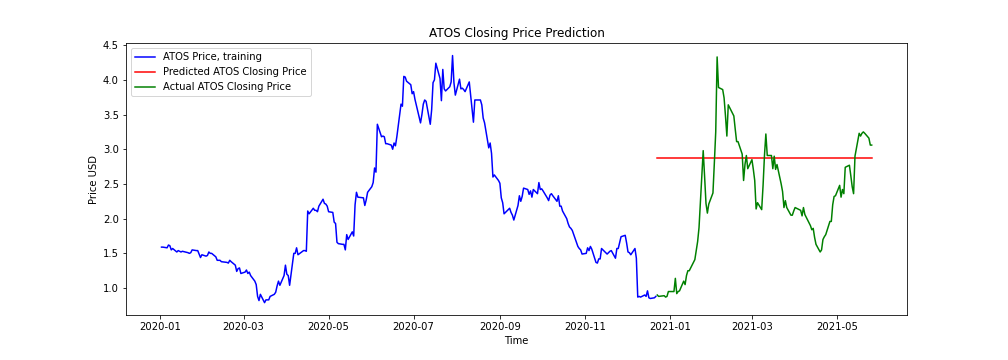 ATOS Closing Price Prediction
ATOS Price, training
Predicted ATOS Closing Price
Actual ATOS Closing Price
Price USD
4.5
4.0
3.5
3.0
2.5
2.0
1.5
1.0
2020-01 2020-03 2020-05 2020-07 2020-09 2020-11 2021-01 2021-03 2021-05
Time